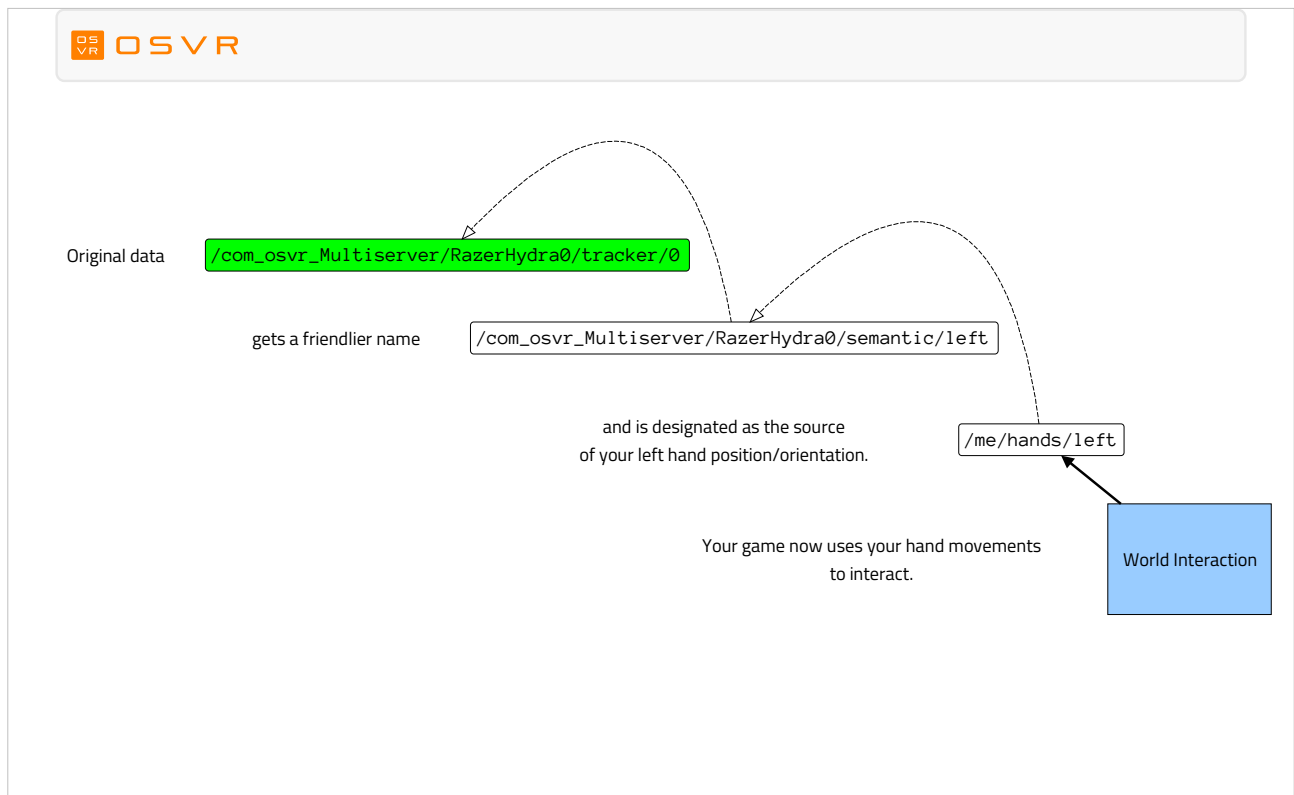 OS
VR
OSVR
Original data
/com_osvr_Multiserver/RazerHydra0/tracker/0
gets a friendlier name
/com_osvr_Multiserver/RazerHydra0/semantic/left
and is designated as the source
of your left hand position/orientation.
/me/hands/left
Your game now uses your hand movements
to interact.
World Interaction